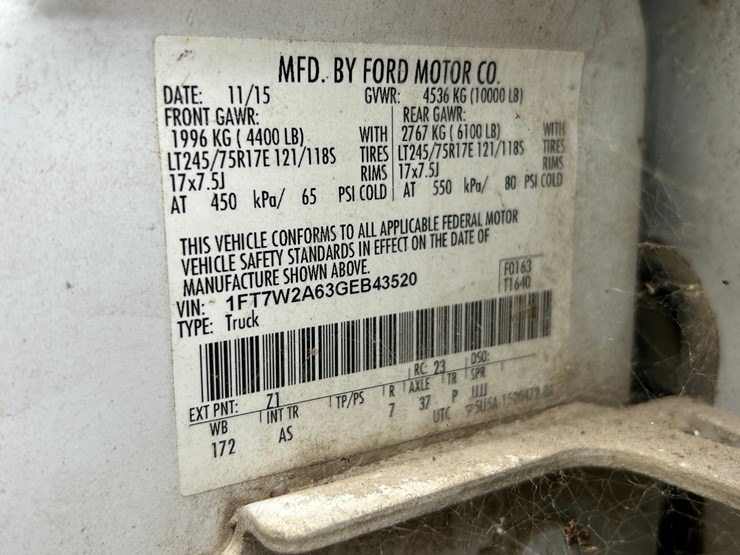 MFD. BY FORD MOTOR CO.
DATE: 11/15 GVWR: 4536 KG (10000 LB)
FRONT GAWR: REAR GAWR:
1996 KG ( 4400 LB) WITH 2767 KG ( 6100 LB) WITH
LT245/75R17E 121/118S TIRES LT245/75R17E 121/118S TIRES
17x7.5J RIMS 17x7.5J RIMS
AT 450 kPa/ 65 PSI COLD AT 550 kPa/ 80 PSI COLD
THIS VEHICLE CONFORMS TO ALL APPLICABLE FEDERAL MOTOR
VEHICLE SAFETY STANDARDS IN EFFECT ON THE DATE OF
MANUFACTURE SHOWN ABOVE.
VIN: 1FT7W2A63GEB43520 F0163
TYPE: Truck T1640
EXT PNT: Z1 RC: 23 DSO:
WB INT TR TP/PS R AXLE TR SPR
172 AS 7 37 P JJJJ
UTC